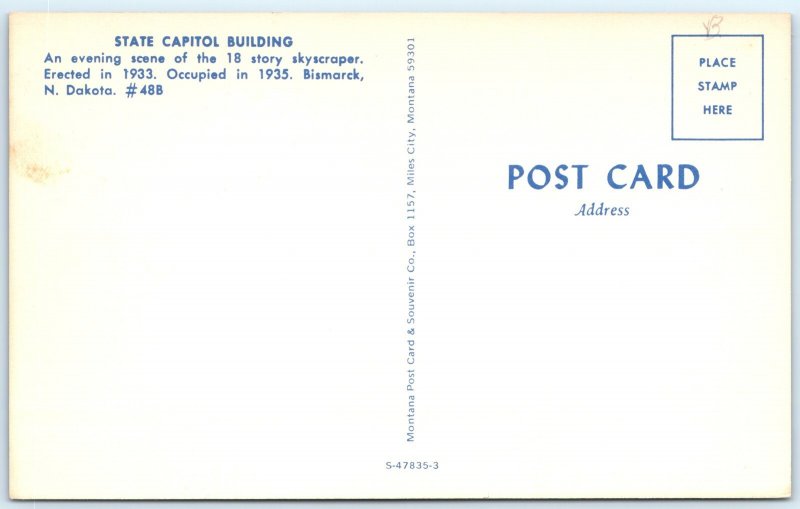 STATE CAPITOL BUILDING
An evening scene of the 18 story skyscraper.
Erected in 1933. Occupied in 1935. Bismarck,
N. Dakota. #48B
Montana Post Card & Souvenir Co., Box 1157, Miles City, Montana 59301
S-47835-3
PLACE
STAMP
HERE
POST CARD
Address